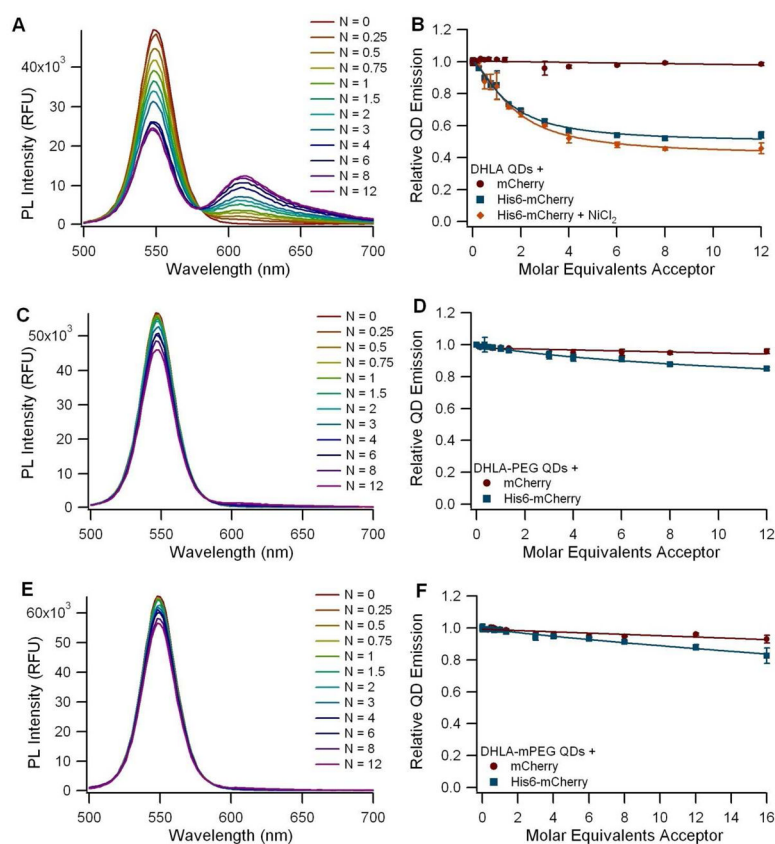 A
PL Intensity (RFU)
40x10³
30
20
10
0
500
550
600
650
700
Wavelength (nm)
N = 0
N = 0.25
N = 0.5
N = 0.75
N = 1
N = 1.5
N = 2
N = 3
N = 4
N = 6
N = 8
N = 12
B
Relative QD Emission
1.2
1.0
0.8
0.6
0.4
0.2
0.0
DHLA QDs +
mCherry
His6-mCherry
His6-mCherry + NiCl₂
0
2
4
6
8
10
12
Molar Equivalents Acceptor
C
PL Intensity (RFU)
50x10³
40
30
20
10
0
500
550
600
650
700
Wavelength (nm)
N = 0
N = 0.25
N = 0.5
N = 0.75
N = 1
N = 1.5
N = 2
N = 3
N = 4
N = 6
N = 8
N = 12
D
Relative QD Emission
1.2
1.0
0.8
0.6
0.4
0.2
0.0
DHLA-PEG QDs +
mCherry
His6-mCherry
0
2
4
6
8
10
12
Molar Equivalents Acceptor
E
PL Intensity (RFU)
60x10³
50
40
30
20
10
0
500
550
600
650
700
Wavelength (nm)
N = 0
N = 0.25
N = 0.5
N = 0.75
N = 1
N = 1.5
N = 2
N = 3
N = 4
N = 6
N = 8
N = 12
F
Relative QD Emission
1.2
1.0
0.8
0.6
0.4
0.2
0.0
DHLA-mPEG QDs +
mCherry
His6-mCherry
0
2
4
6
8
10
12
14
16
Molar Equivalents Acceptor